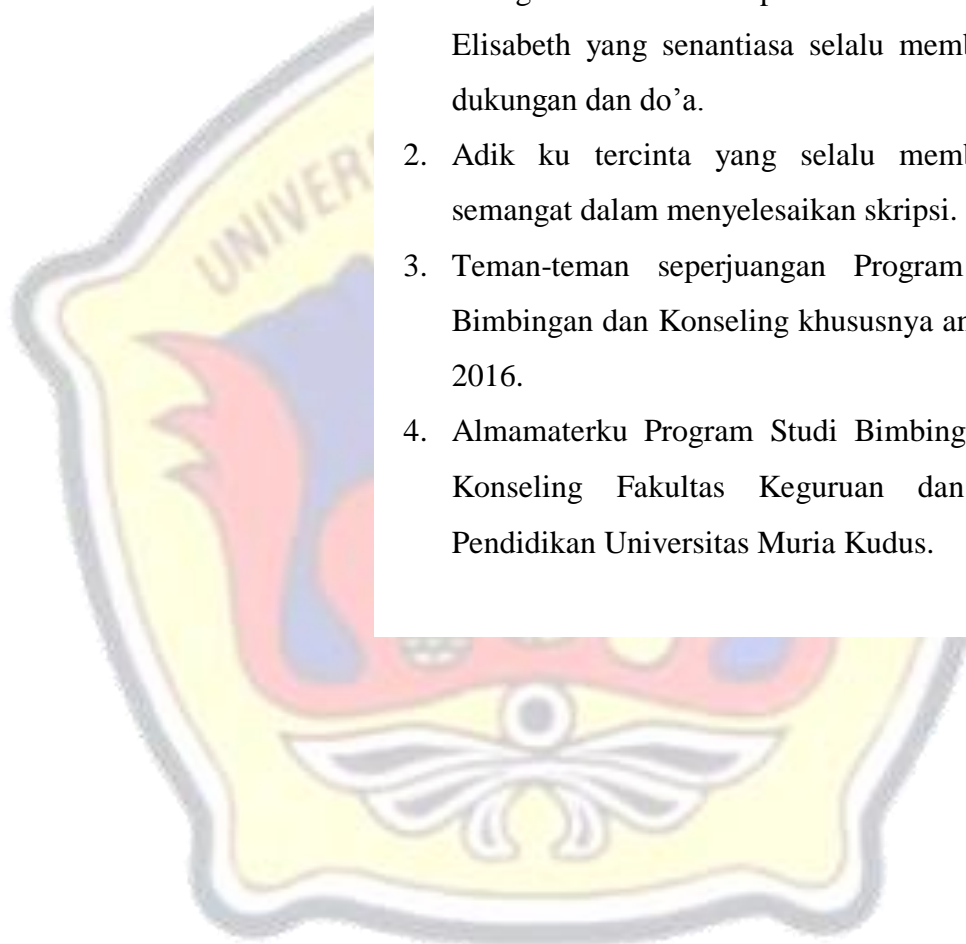 Elisabeth yang senantiasa selalu
dukungan dan do’a.
2. Adik ku tercinta yang selalu
semangat dalam menyelesaikan skripsi.
3. Teman-teman seperjuangan Program
Bimbingan dan Konseling khususnya
2016.
4. Almamaterku Program Studi
Konseling Fakultas Keguruan dan
Pendidikan Universitas Muria Kudus.